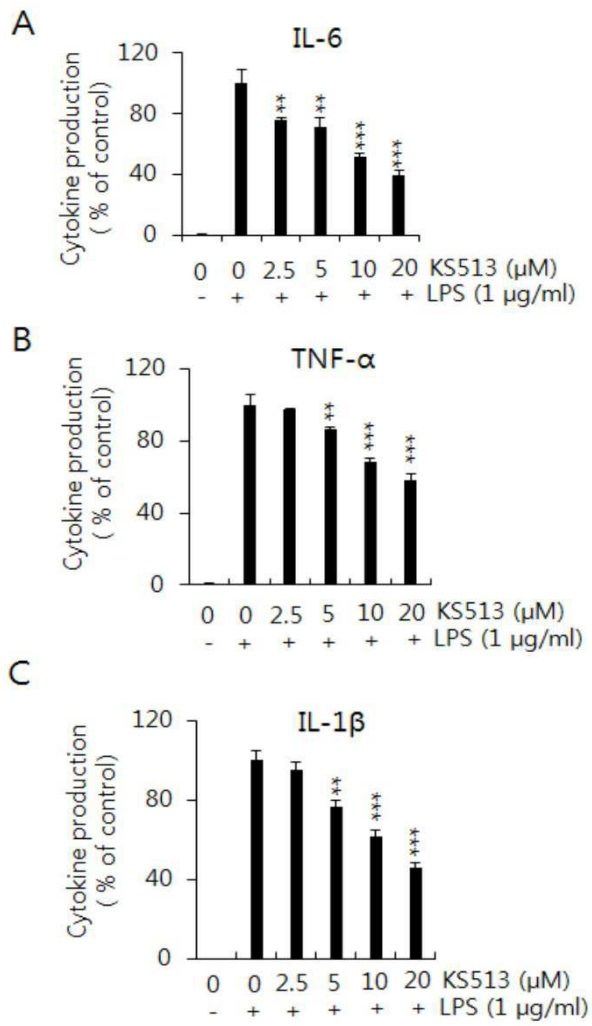 A
IL-6
Cytokine production
( % of control)
120
80
40
0
** ** *** ***
0 0 2.5 5 10 20 KS513 (µM)
- + + + + + LPS (1 µg/ml)
B
TNF-α
Cytokine production
( % of control)
120
80
40
0
** *** ***
0 0 2.5 5 10 20 KS513 (µM)
- + + + + + LPS (1 µg/ml)
C
IL-1β
Cytokine production
( % of control)
120
80
40
0
** *** ***
0 0 2.5 5 10 20 KS513 (µM)
- + + + + + LPS (1 µg/ml)